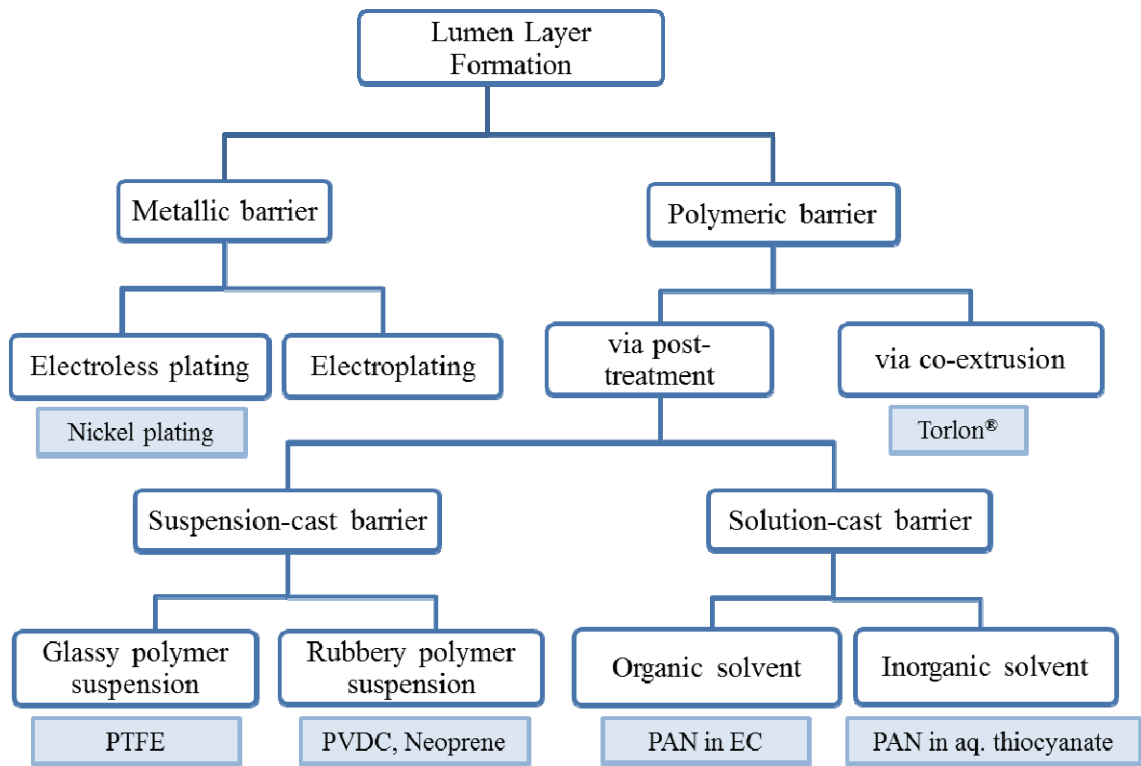 Lumen Layer
Formation
Metallic barrier
Polymeric barrier
Electroless plating
Electroplating
via post-
treatment
via co-extrusion
Nickel plating
Torlon®
Suspension-cast barrier
Solution-cast barrier
Glassy polymer
suspension
Rubbery polymer
suspension
Organic solvent
Inorganic solvent
PTFE
PVDC, Neoprene
PAN in EC
PAN in aq. thiocyanate